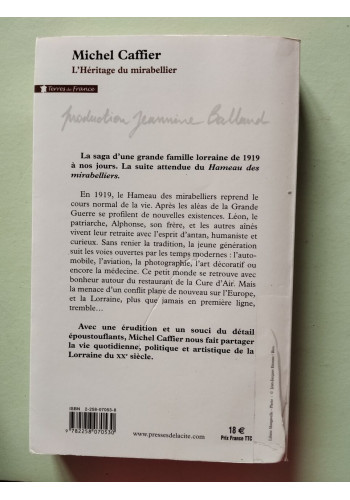 Michel Caffier
L'Héritage du mirabellier
Terres de France
production Jeannine Balland
La saga d'une grande famille lorraine de 1919
à nos jours. La suite attendue du Hameau des
mirabelliers.
En 1919, le Hameau des mirabelliers reprend le
cours normal de la vie. Après les aléas de la Grande
Guerre se profilent de nouvelles existences. Léon, le
patriarche, Alphonse, son frère, et les autres aînés
vivent leur retraite avec l'esprit d'antan, humaniste et
curieux. Sans renier la tradition, la jeune génération
suit les voies ouvertes par les temps modernes : l'auto-
mobile, l'aviation, la photographie, l'art décoratif ou
encore la médecine. Ce petit monde se retrouve avec
bonheur autour du restaurant de la Cure d'Air. Mais
la menace d'un conflit plane de nouveau sur l'Europe,
et la Lorraine, plus que jamais en première ligne,
tremble…
Avec une érudition et un souci du détail
époustouflants, Michel Caffier nous fait partager
la vie quotidienne, politique et artistique de la
Lorraine du XXe siècle.
ISBN : 2-258-07053-6
9 782258 070530
www.pressesdelacite.com
18 €
Prix France TTC